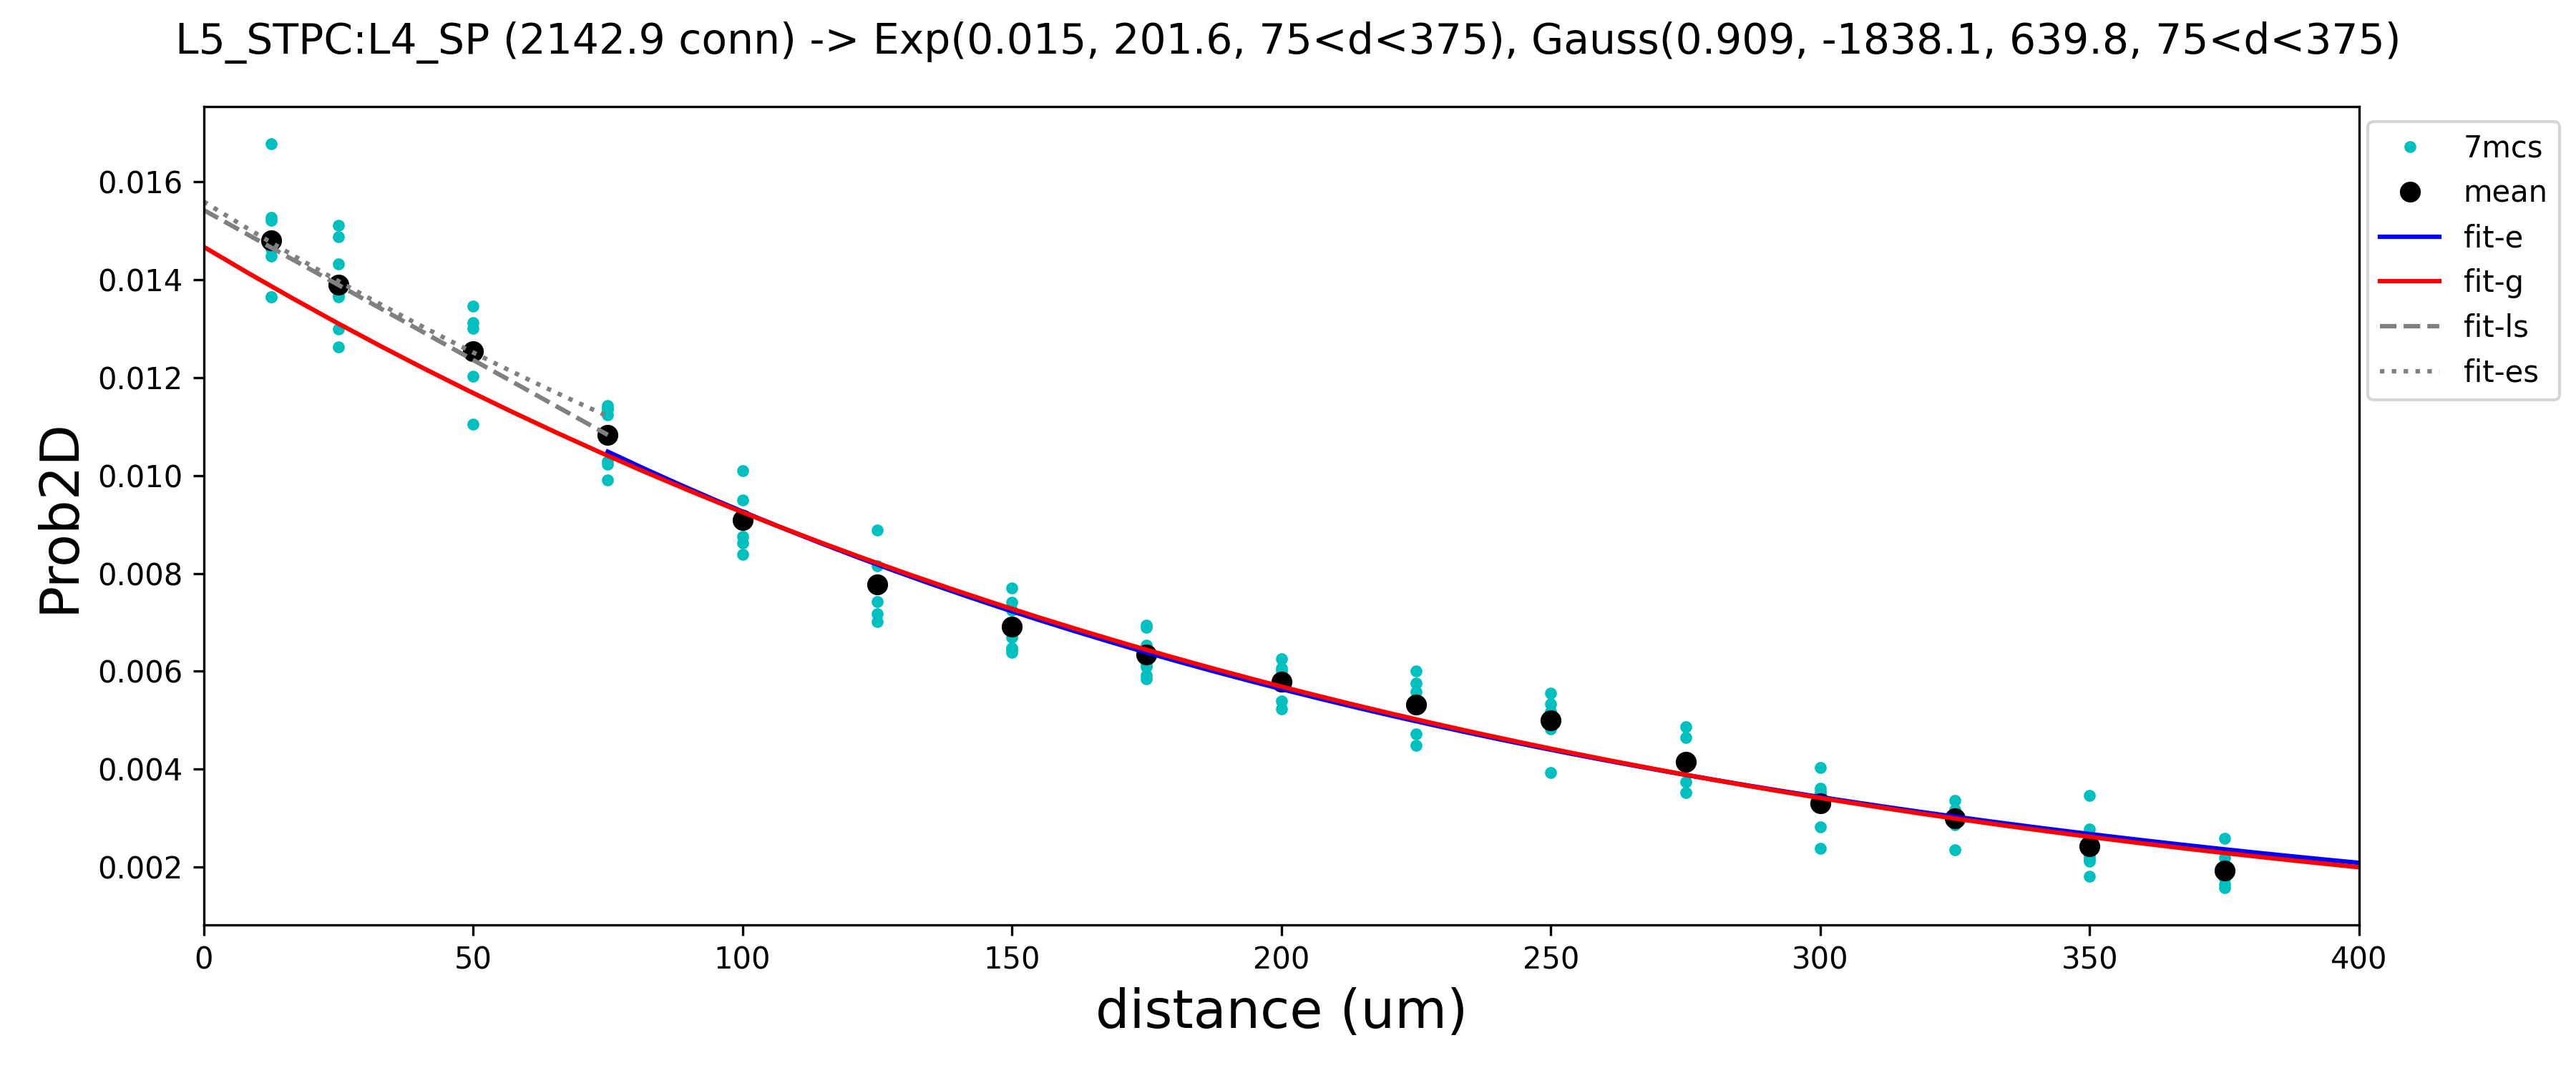 L5_STPC:L4_SP (2142.9 conn) -> Exp(0.015, 201.6, 75<d<375), Gauss(0.909, -1838.1, 639.8, 75<d<375)
Prob2D
0.016
0.014
0.012
0.010
0.008
0.006
0.004
0.002
0 50 100 150 200 250 300 350 400
distance (um)
7mcs
mean
fit-e
fit-g
fit-ls
fit-es